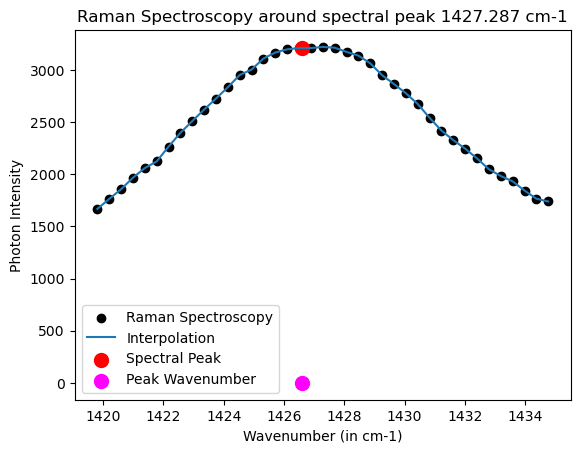 Raman Spectroscopy around spectral peak 1427.287 cm-1
Photon Intensity
3000
2500
2000
1500
1000
500
0
Raman Spectroscopy
Interpolation
Spectral Peak
Peak Wavenumber
1420 1422 1424 1426 1428 1430 1432 1434
Wavenumber (in cm-1)